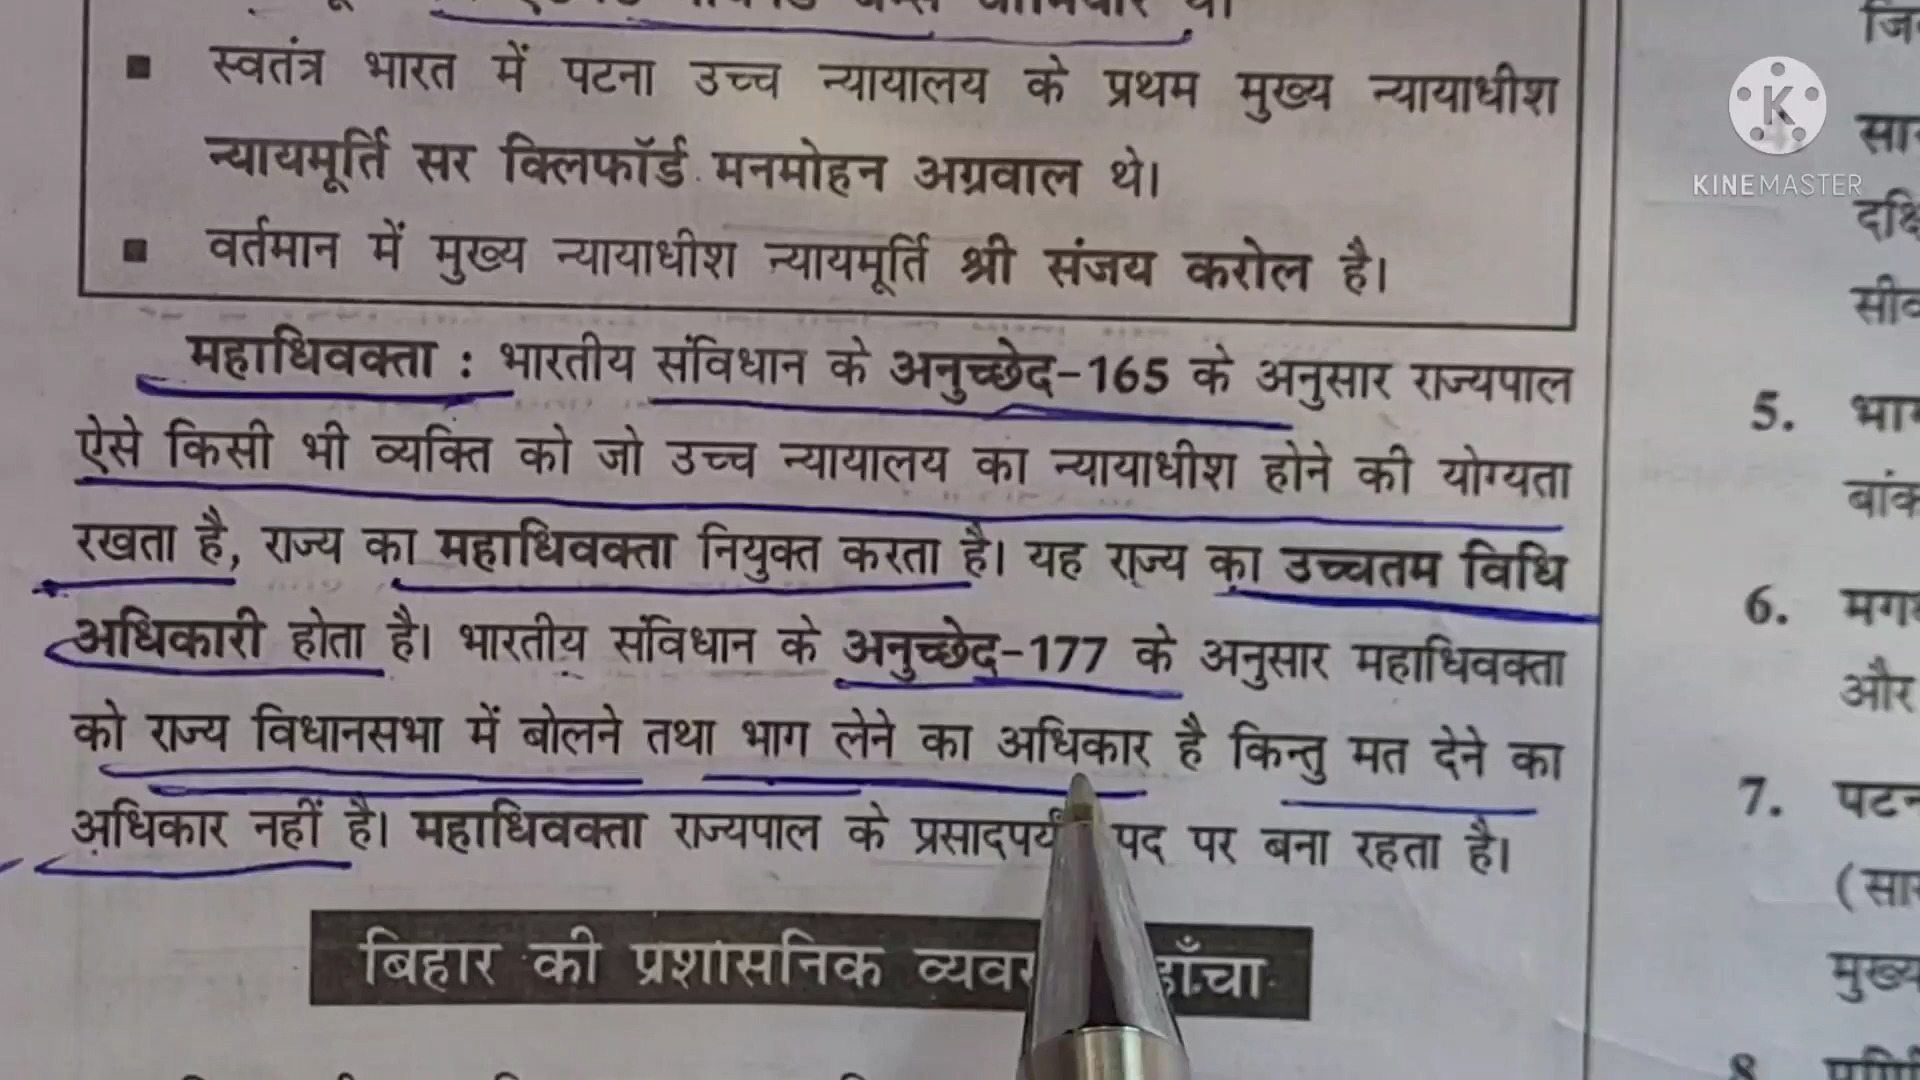 स्वतंत्र भारत में पटना उच्च न्यायालय के प्रथम मुख्य न्यायाधीश
न्यायमूर्ति सर क्लिफॉर्ड मनमोहन अग्रवाल थे।
वर्तमान में मुख्य न्यायाधीश न्यायमूर्ति श्री संजय करोल है।
महाधिवक्ता : भारतीय संविधान के अनुच्छेद-165 के अनुसार राज्यपाल
ऐसे किसी भी व्यक्ति को जो उच्च न्यायालय का न्यायाधीश होने की योग्यता
रखता है, राज्य का महाधिवक्ता नियुक्त करता है। यह राज्य का उच्चतम विधि
अधिकारी होता है। भारतीय संविधान के अनुच्छेद-177 के अनुसार महाधिवक्ता
को राज्य विधानसभा में बोलने तथा भाग लेने का अधिकार है किन्तु मत देने का
अधिकार नहीं है। महाधिवक्ता राज्यपाल के पद पर बना रहता है।
बिहार की प्रशासनिक
5.
6.
और
7.
KINEMASTER